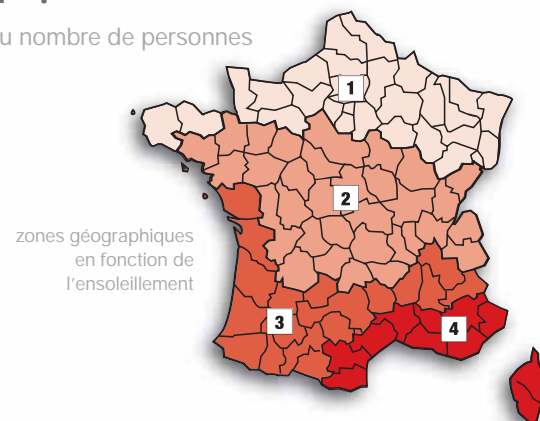 u nombre de personnes
1
2
zones géographiques
en fonction de
l'ensoleillement
3
4